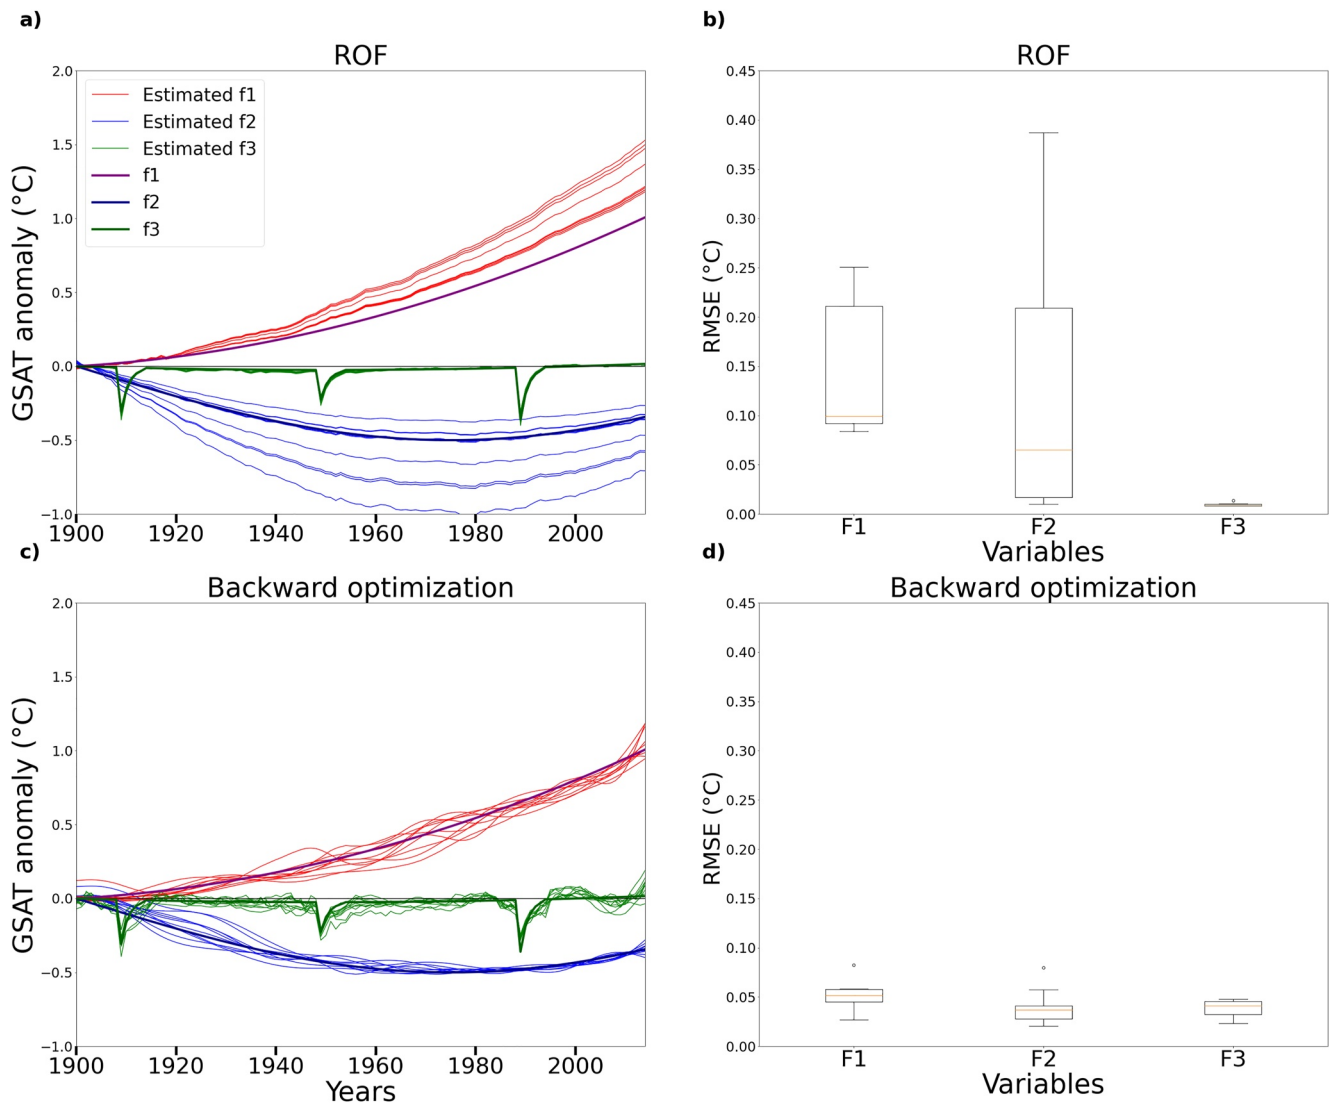 a)
ROF
GSAT anomaly (°C)
2.0
1.5
1.0
0.5
0.0
−0.5
−1.0
Estimated f1
Estimated f2
Estimated f3
f1
f2
f3
1900 1920 1940 1960 1980 2000
b)
ROF
RMSE (°C)
0.45
0.40
0.35
0.30
0.25
0.20
0.15
0.10
0.05
0.00
F1 F2 F3
Variables
c)
Backward optimization
GSAT anomaly (°C)
2.0
1.5
1.0
0.5
0.0
−0.5
−1.0
1900 1920 1940 1960 1980 2000
Years
d)
Backward optimization
RMSE (°C)
0.45
0.40
0.35
0.30
0.25
0.20
0.15
0.10
0.05
0.00
F1 F2 F3
Variables